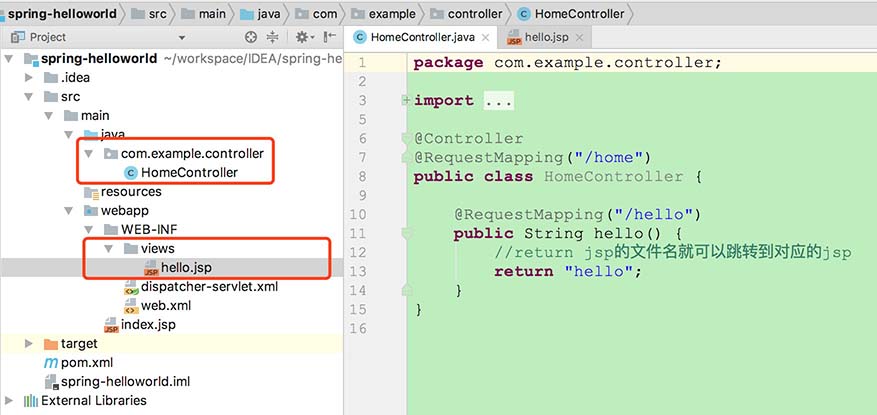 spring-helloworld src main java com example controller HomeController
Project
HomeController.java hello.jsp
spring-helloworld ~/workspace/IDEA/spring-he
.idea
src
main
java
com.example.controller
HomeController
resources
webapp
WEB-INF
views
hello.jsp
dispatcher-servlet.xml
web.xml
index.jsp
target
pom.xml
spring-helloworld.iml
External Libraries
1 package com.example.controller;
2
3 import ...
5
6 @Controller
7 @RequestMapping("/home")
8 public class HomeController {
9
10 @RequestMapping("/hello")
11 public String hello() {
12 //return jsp的文件名就可以跳转到对应的jsp
13 return "hello";
14 }
15 }
16